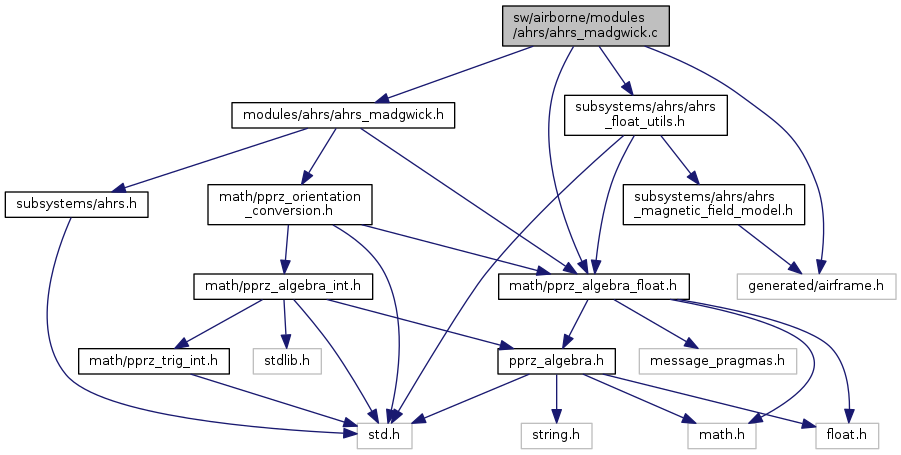 sw/airborne/modules
/ahrs/ahrs_madgwick.c
modules/ahrs/ahrs_madgwick.h
subsystems/ahrs/ahrs
_float_utils.h
subsystems/ahrs.h
math/pprz_orientation
_conversion.h
subsystems/ahrs/ahrs
_magnetic_field_model.h
math/pprz_algebra_int.h
math/pprz_algebra_float.h
generated/airframe.h
math/pprz_trig_int.h
stdlib.h
pprz_algebra.h
message_pragmas.h
std.h
string.h
math.h
float.h